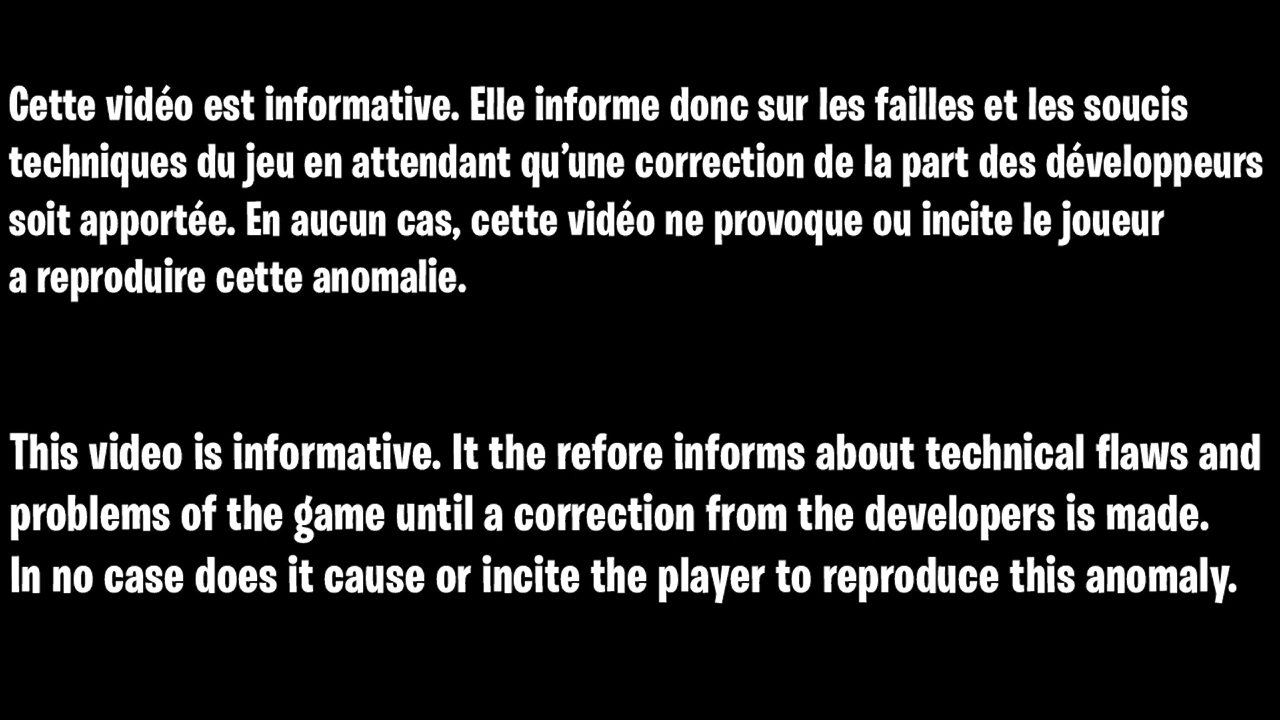 Cette vidéo est informative. Elle informe donc sur les failles et les soucis
techniques du jeu en attendant qu'une correction de la part des développeurs
soit apportée. En aucun cas, cette vidéo ne provoque ou incite le joueur
a reproduire cette anomalie.
This video is informative. It the refore informs about technical flaws and
problems of the game until a correction from the developers is made.
In no case does it cause or incite the player to reproduce this anomaly.